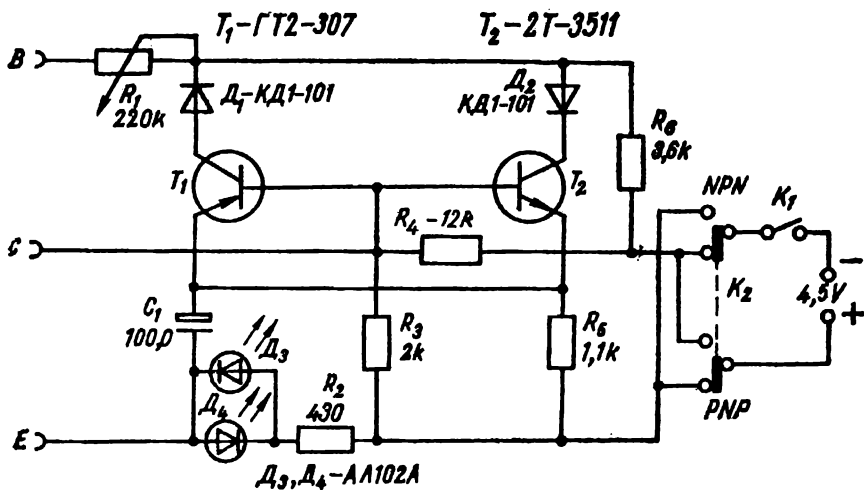 T₁-ГТ2-307
T₂-2Т-3511
B
R₁
220k
Д₁-КД1-101
Д₂
КД1-101
R₆
3,6k
T₁
T₂
NPN
K₁
R₄-12k
C
K₂
−
4,5V
+
C₁
100,0
R₃
2k
R₅
1,1k
Д₃
Д₄
R₂
430
PNP
E
Д₃,Д₄-АЛ102А